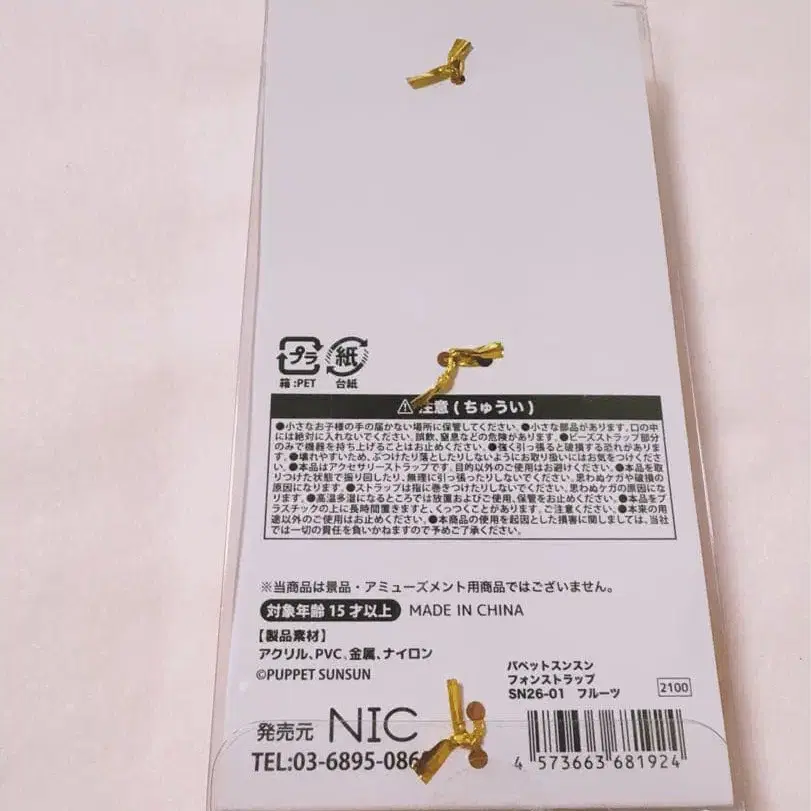 プラ 紙
箱:PET 台紙
注意(ちゅうい)
●小さなお子様の手の届かない場所に保管してください。●小さな部品があります。口の中
には絶対に入れないでください。誤飲、窒息などの危険があります。●ビーズストラップ部分
のみで機器を持ち上げることはお止めください。●強く引っ張ると破損する恐れがありま
す。●壊れやすいため、ぶつけたり落としたりしないようにお取り扱いにはお気をつけくださ
い。●本品はアクセサリーストラップです。目的以外のご使用はお避けください。●本品を取
りつけた状態で振り回したり、無理に引っ張ったりしないでください。思わぬケガや破損の
原因になります。●ストラップは指に巻きつけたりしないでください。思わぬケガの原因にな
ります。●高温多湿になるところでは放置およびご使用、保管をお止めください。●本品をプ
ラスチックの上に長時間置きますと、くっつくことがあります。ご注意ください。●本来の用
途以外のご使用はお止めください。●本商品の使用を起因とした損害に関しましては、当社
では一切の責任を負いかねますので予めご了承ください。
※当商品は景品・アミューズメント用商品ではございません。
対象年齢15才以上 MADE IN CHINA
【製品素材】
アクリル、PVC、金属、ナイロン
©PUPPET SUNSUN
パペットスンスン
フォンストラップ
SN26-01 フルーツ 2100
発売元 NIC
TEL:03-6895-086
4 573663 681924